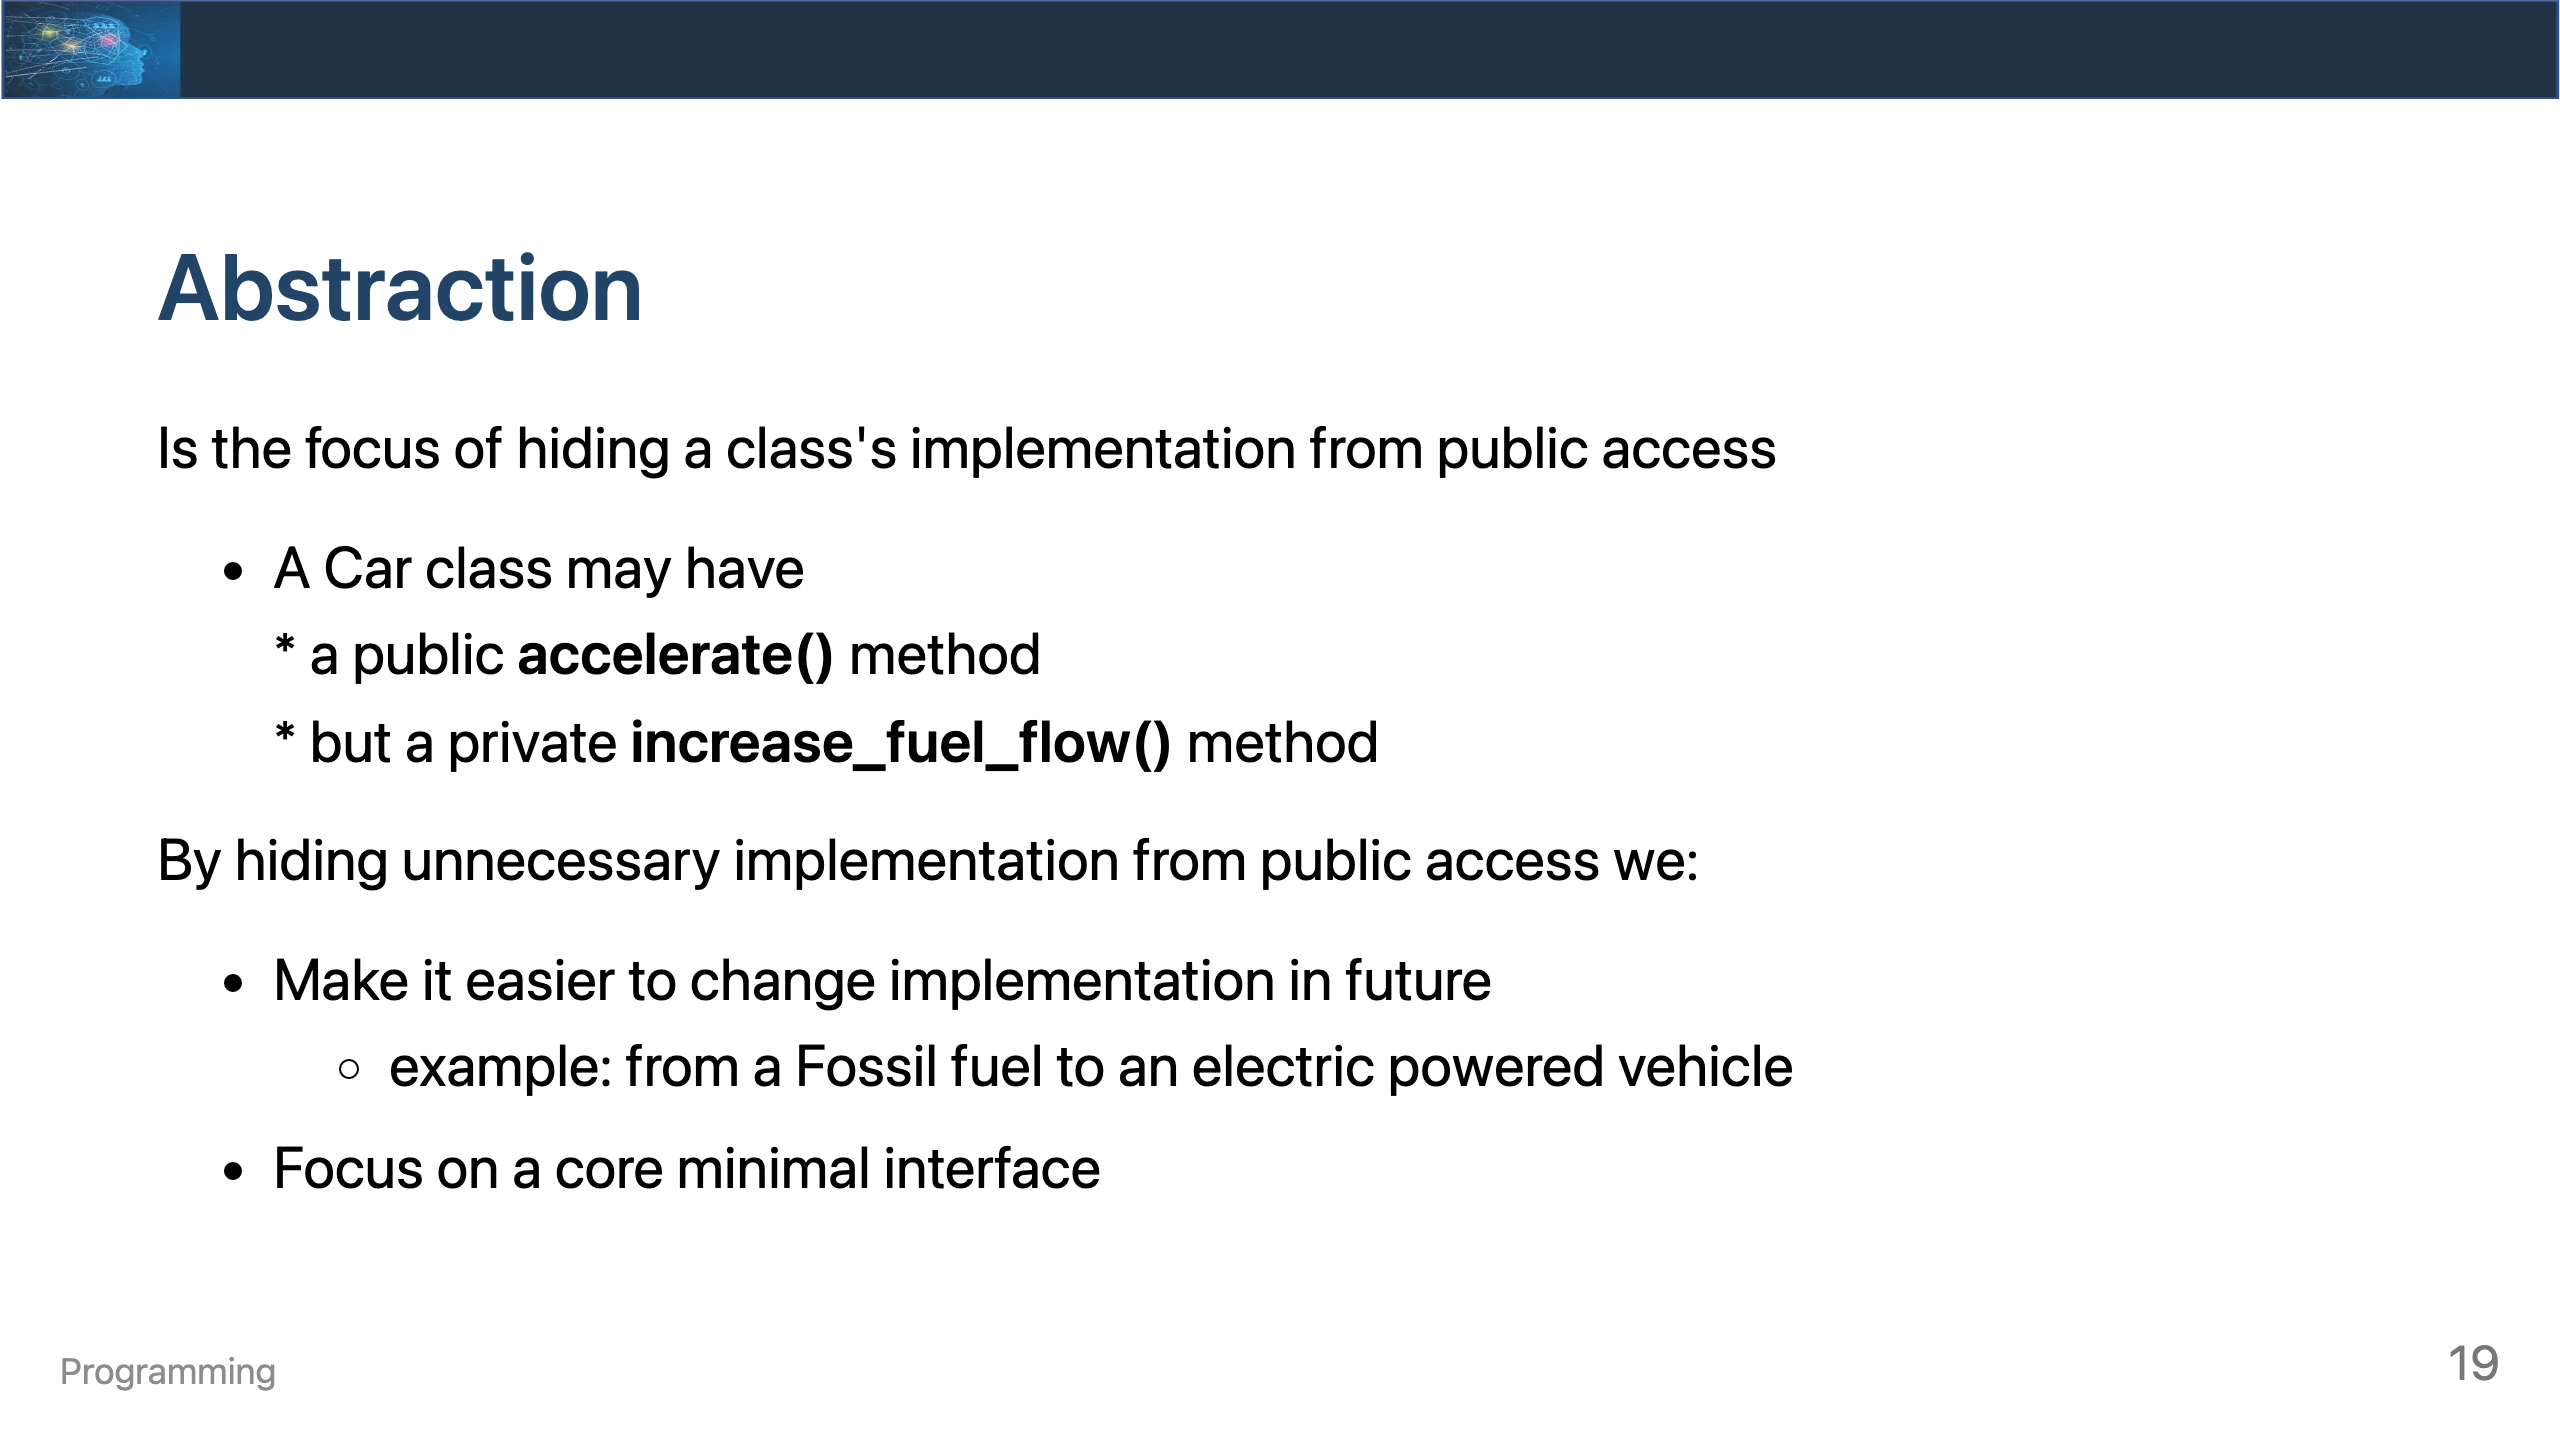 Abstraction
Is the focus of hiding a class's implementation from public access
• A Car class may have
* a public accelerate() method
* but a private increase_fuel_flow() method
By hiding unnecessary implementation from public access we:
• Make it easier to change implementation in future
○ example: from a Fossil fuel to an electric powered vehicle
• Focus on a core minimal interface
Programming
19